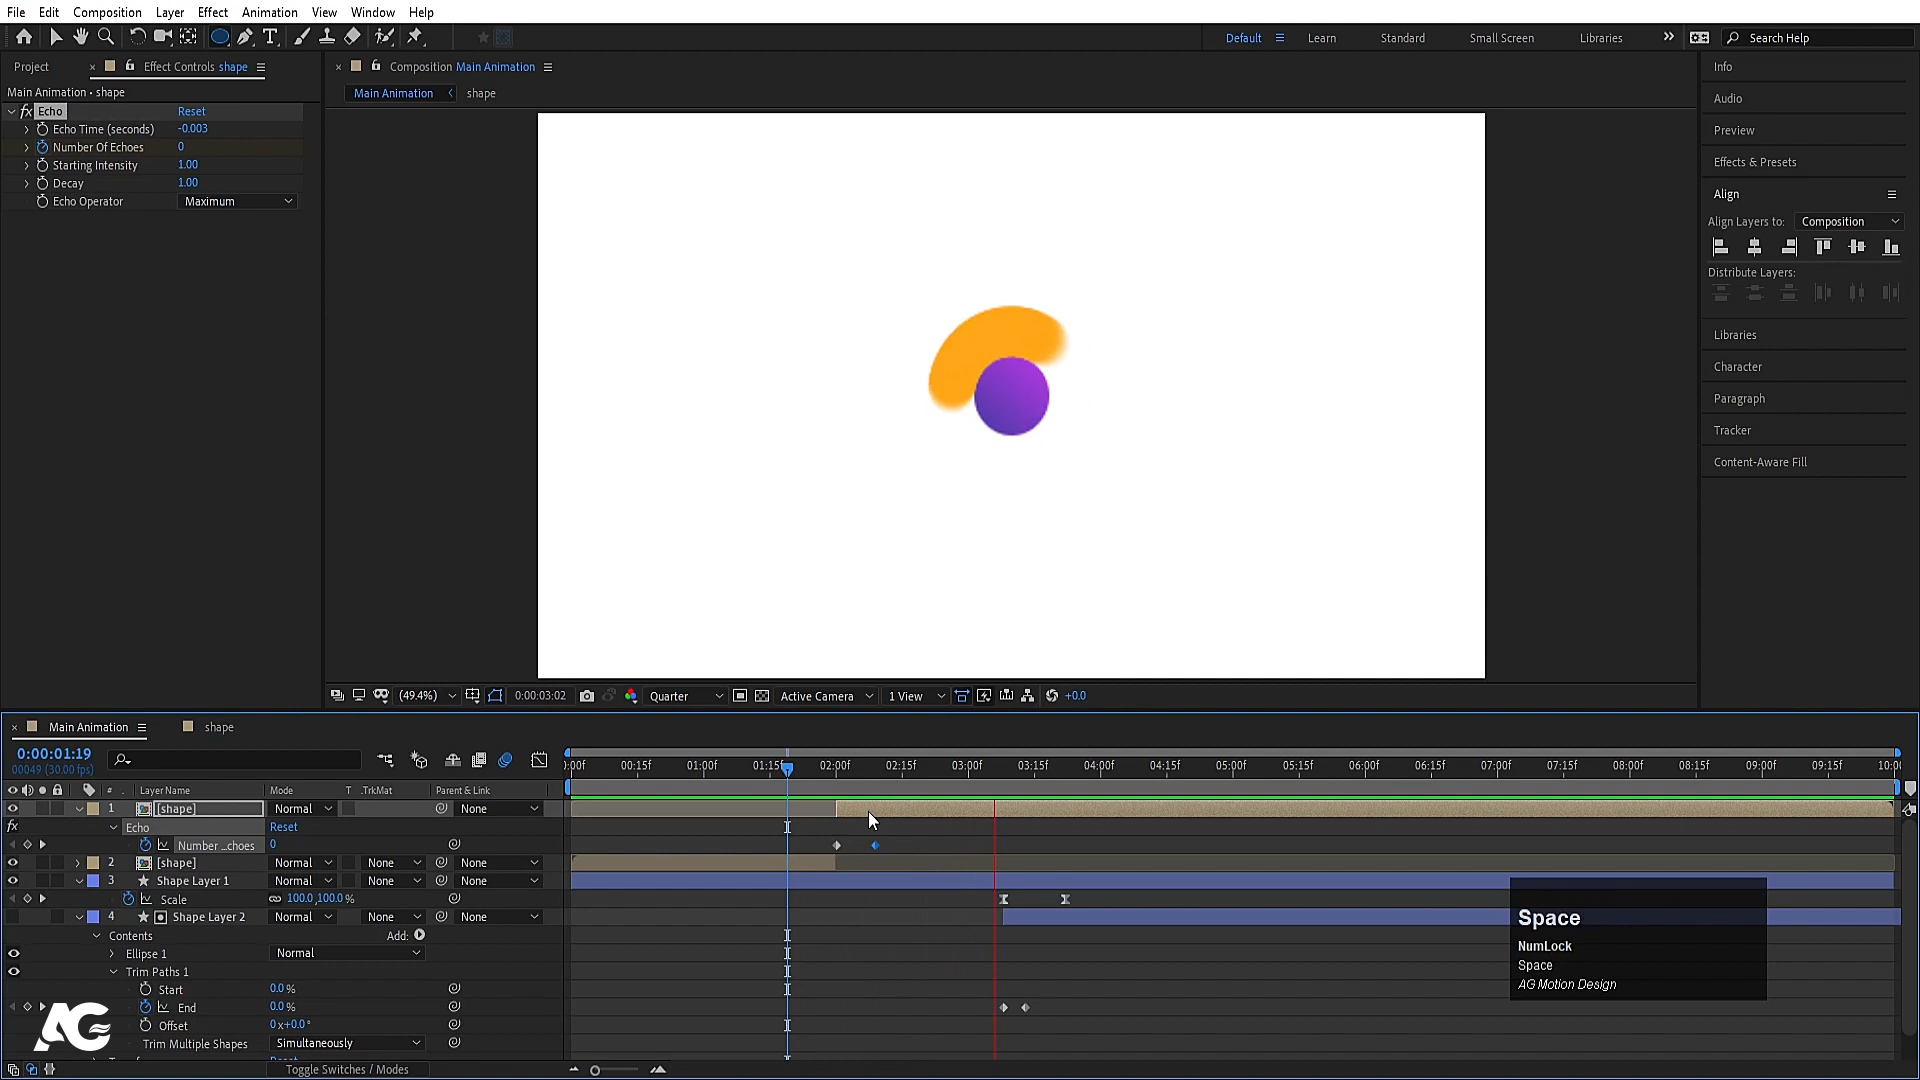 File Edit Composition Layer Effect Animation View Window Help
Default Learn Standard Small Screen Libraries Search Help
Project Effect Controls shape
Main Animation • shape
fx Echo Reset
Echo Time (seconds) -0.003
Number Of Echoes 0
Starting Intensity 1.00
Decay 1.00
Echo Operator Maximum
Composition Main Animation
Main Animation shape
Info
Audio
Preview
Effects & Presets
Align
Align Layers to: Composition
Distribute Layers:
Libraries
Character
Paragraph
Tracker
Content-Aware Fill
(49.4%) 0:00:03:02 Quarter Active Camera 1 View +0.0
Main Animation shape
0:00:01:19
00049 (30.00 fps)
:00f 00:15f 01:00f 01:15f 02:00f 02:15f 03:00f 03:15f 04:00f 04:15f 05:00f 05:15f 06:00f 06:15f 07:00f 07:15f 08:00f 08:15f 09:00f 09:15f 10:00
# Layer Name Mode T .TrkMat Parent & Link
1 [shape] Normal None
fx Echo Reset
Number ...choes 0
2 [shape] Normal None None
3 Shape Layer 1 Normal None None
Scale 100.0,100.0%
4 Shape Layer 2 Normal None None
Contents Add:
Ellipse 1 Normal
Trim Paths 1
Start 0.0%
End 0.0%
Offset 0x+0.0°
Trim Multiple Shapes Simultaneously
Toggle Switches / Modes
Space
NumLock
Space
AG Motion Design
AG